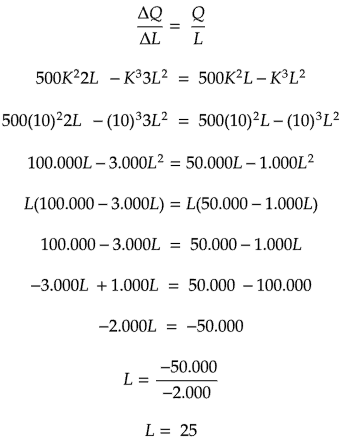 ΔQ/ΔL = Q/L
500K²2L − K³3L² = 500K²L − K³L²
500(10)²2L − (10)³3L² = 500(10)²L − (10)³L²
100.000L − 3.000L² = 50.000L − 1.000L²
L(100.000 − 3.000L) = L(50.000 − 1.000L)
100.000 − 3.000L = 50.000 − 1.000L
−3.000L + 1.000L = 50.000 − 100.000
−2.000L = −50.000
L = −50.000/−2.000
L = 25